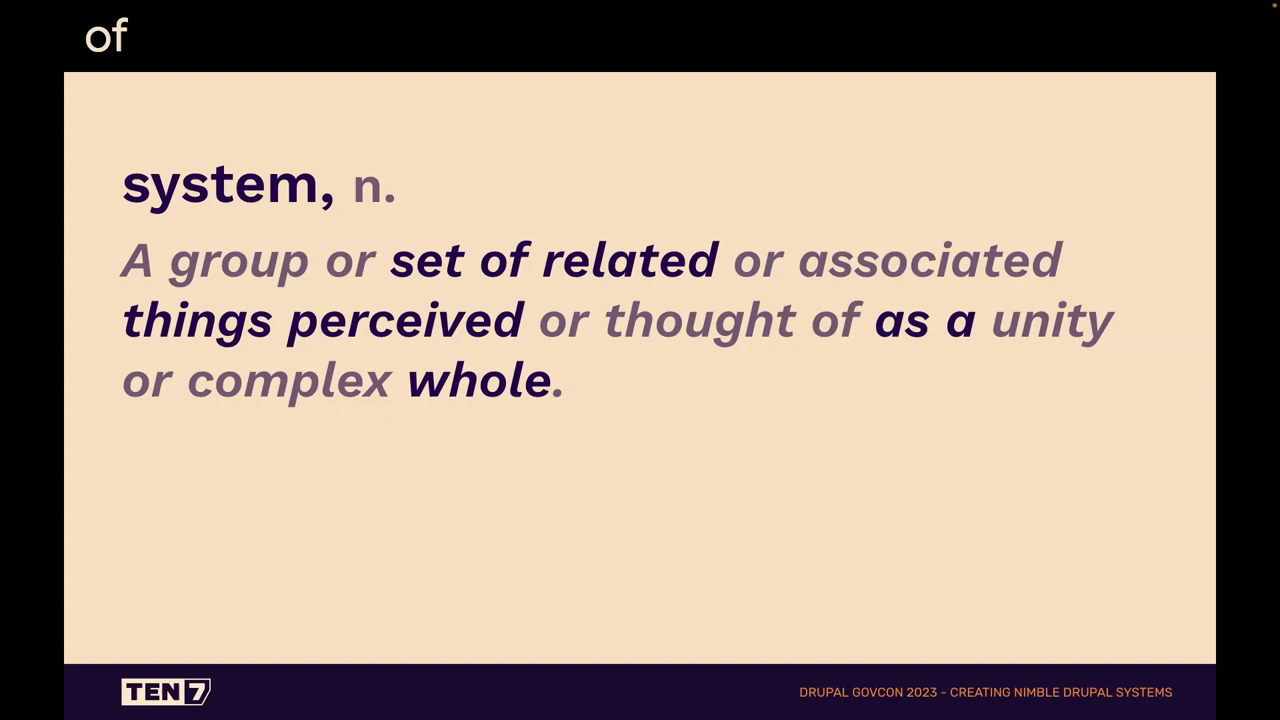 of
system, n.
A group or set of related or associated
things perceived or thought of as a unity
or complex whole.
TEN7
DRUPAL GOVCON 2023 - CREATING NIMBLE DRUPAL SYSTEMS